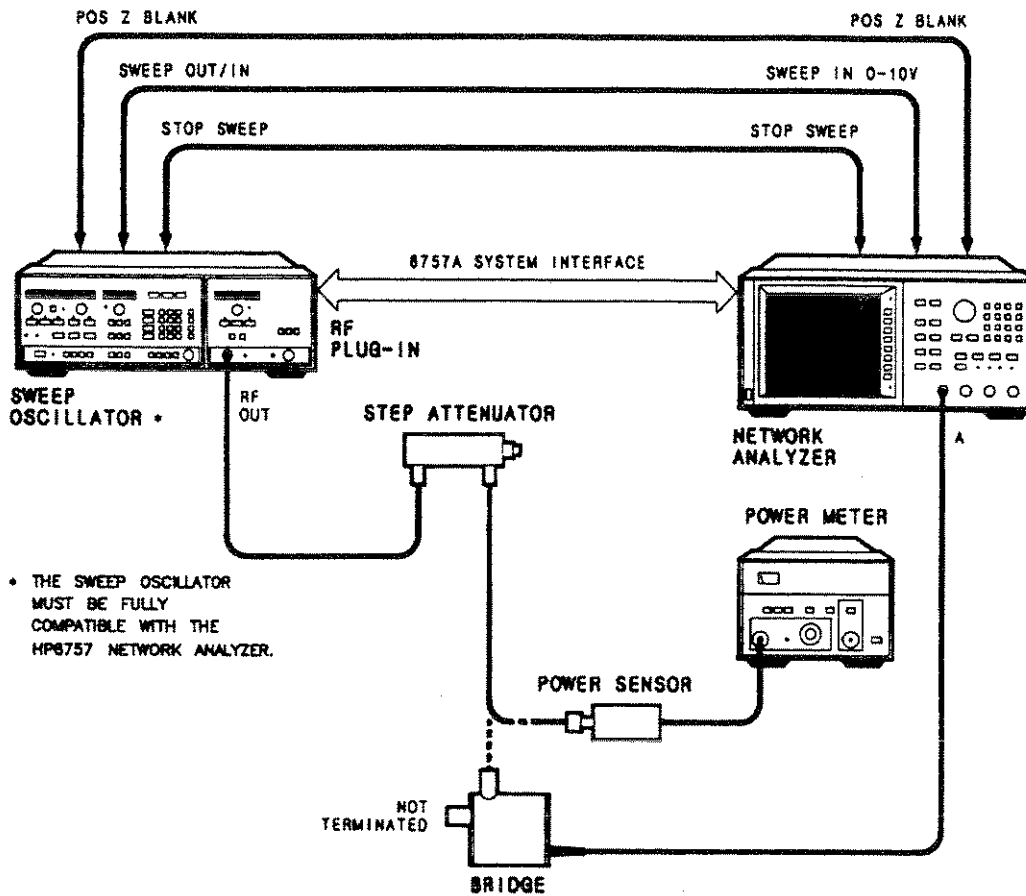 POS Z BLANK
POS Z BLANK
SWEEP OUT/IN
SWEEP IN 0-10V
STOP SWEEP
STOP SWEEP
8757A SYSTEM INTERFACE
RF
PLUG-IN
SWEEP
OSCILLATOR *
RF
OUT
STEP ATTENUATOR
NETWORK
ANALYZER
A
POWER METER
* THE SWEEP OSCILLATOR
MUST BE FULLY
COMPATIBLE WITH THE
HP8757 NETWORK ANALYZER.
POWER SENSOR
NOT
TERMINATED
BRIDGE